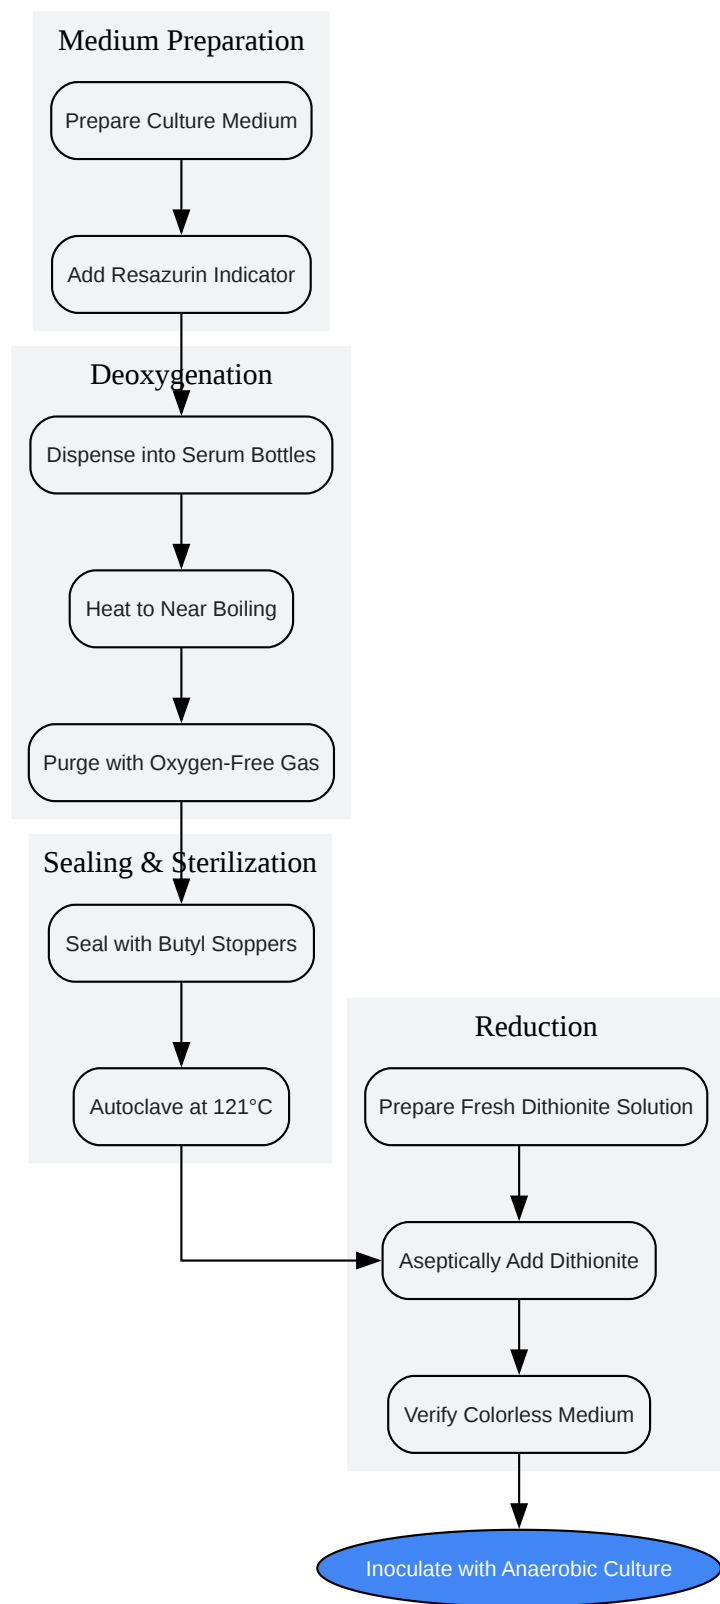 Medium Preparation
Prepare Culture Medium
Add Resazurin Indicator
Deoxygenation
Dispense into Serum Bottles
Heat to Near Boiling
Purge with Oxygen-Free Gas
Sealing & Sterilization
Seal with Butyl Stoppers
Autoclave at 121°C
Reduction
Prepare Fresh Dithionite Solution
Aseptically Add Dithionite
Verify Colorless Medium
Inoculate with Anaerobic Culture